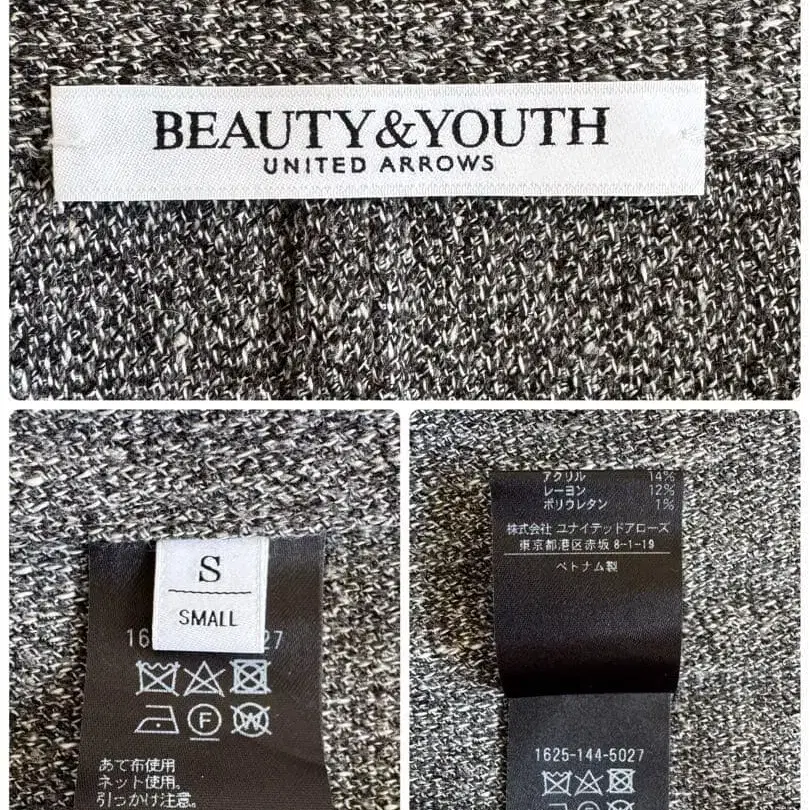 BEAUTY&YOUTH
UNITED ARROWS
S
SMALL
16 27
F
W
あて布使用
ネット使用。
引っかけ注意。
アクリル 14%
レーヨン 12%
ポリウレタン 1%
株式会社 ユナイテッドアローズ
東京都港区赤坂 8-1-19
ベトナム製
1625-144-5027